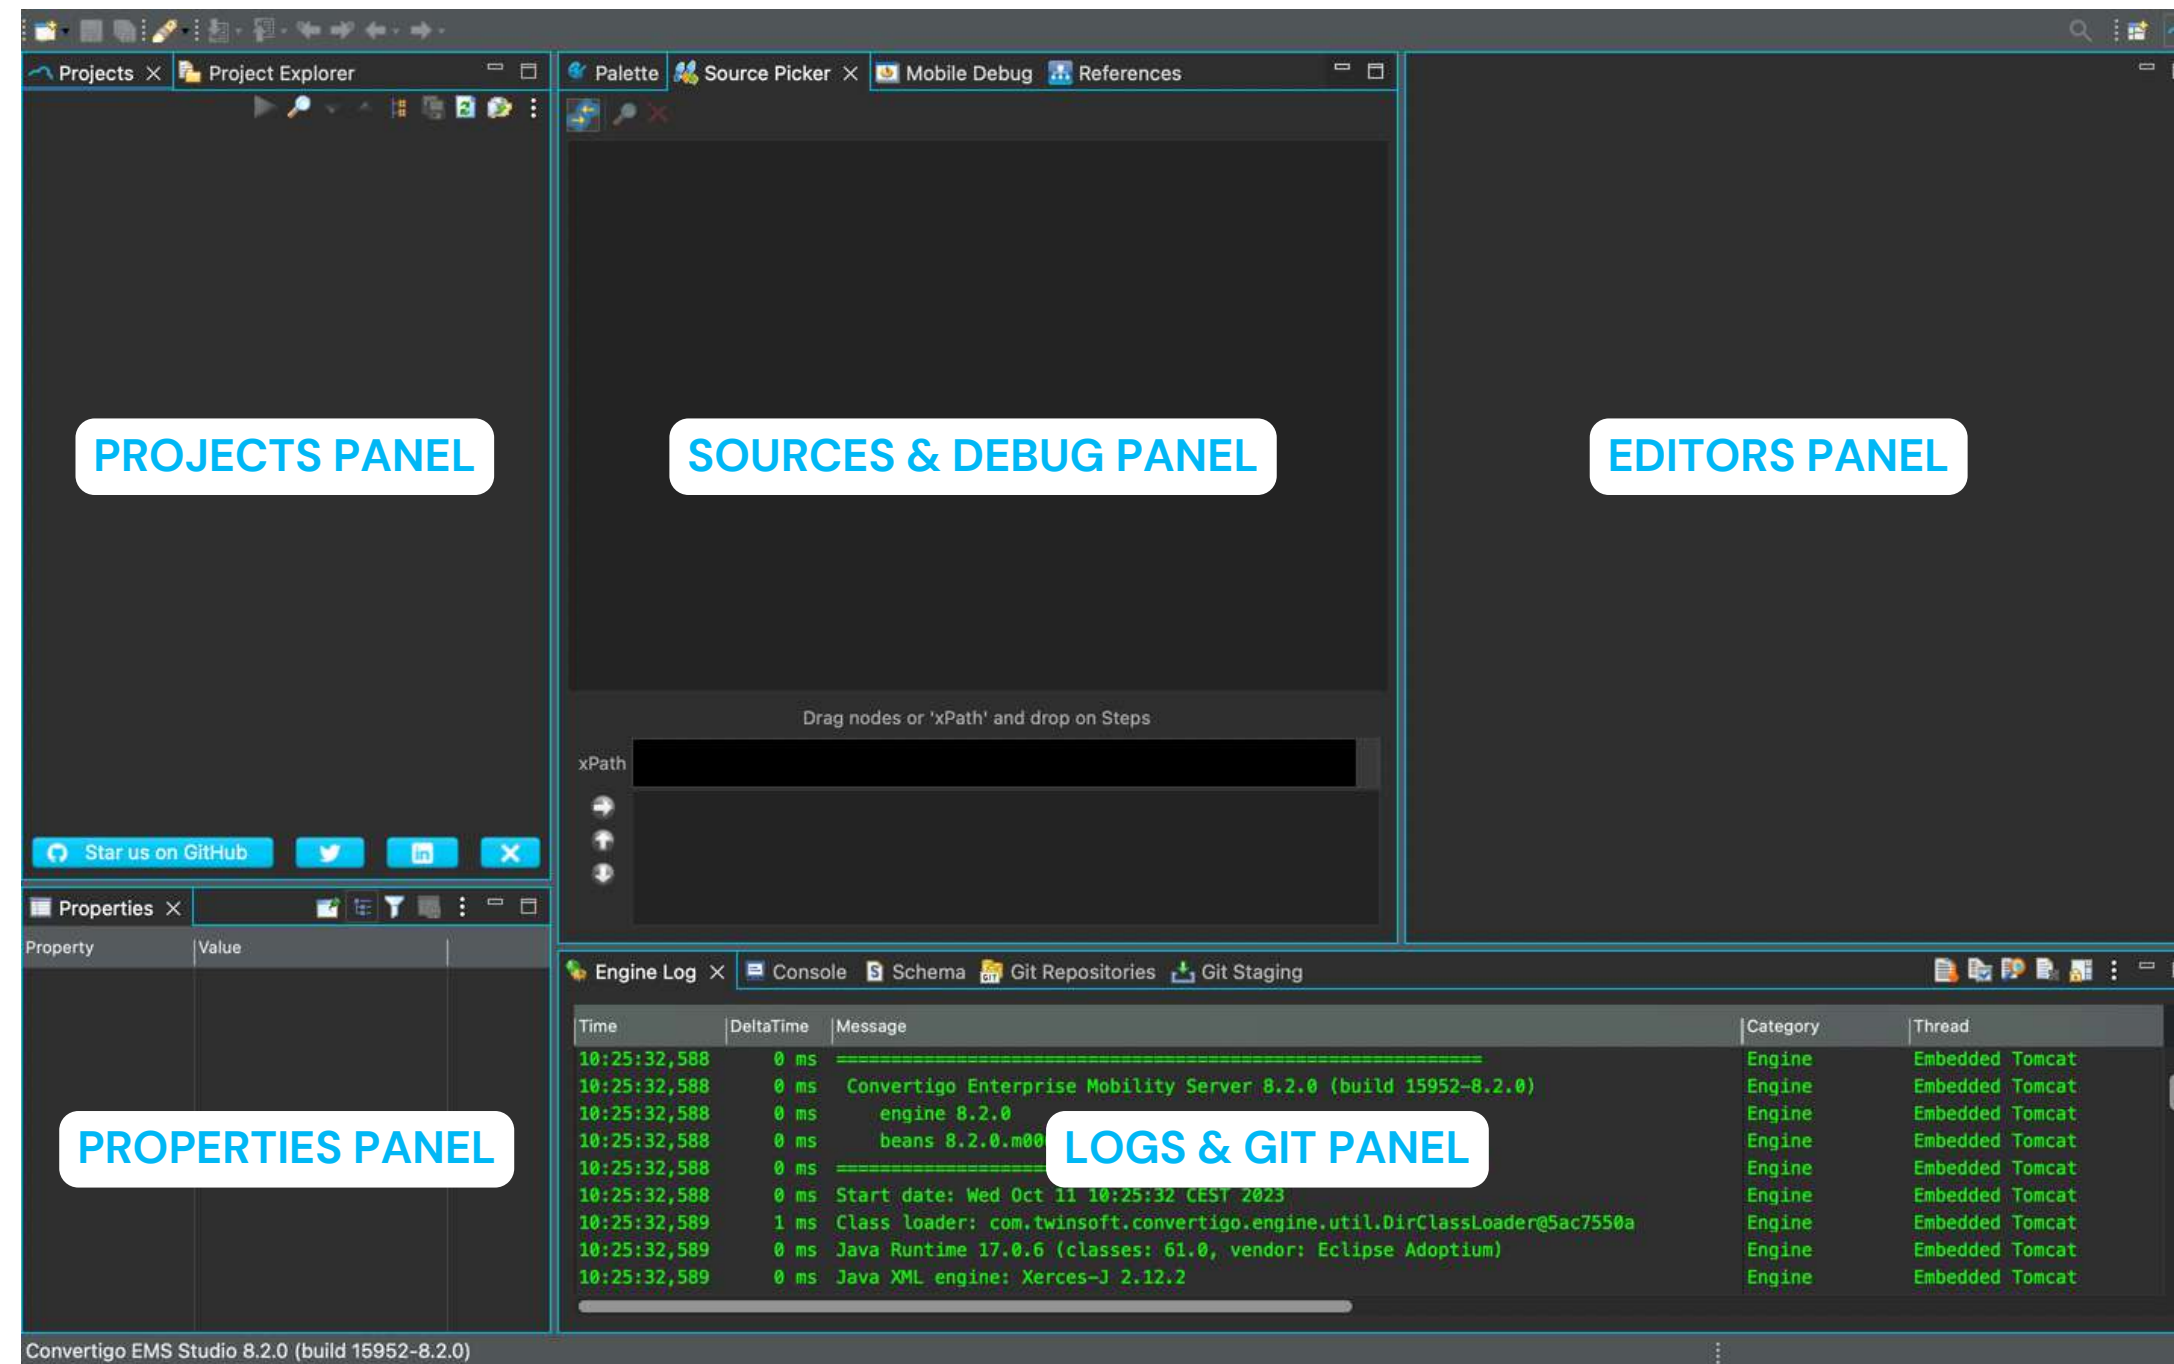 Projects
Project Explorer
Palette
Source Picker
Mobile Debug
References
PROJECTS PANEL
SOURCES & DEBUG PANEL
EDITORS PANEL
Drag nodes or 'xPath' and drop on Steps
xPath
Star us on GitHub
in
Properties
Property Value
Engine Log
Console
Schema
GIT
Git Repositories
Git Staging
Time DeltaTime Message Category Thread
10:25:32,588 0 ms =========================================================== Engine Embedded Tomcat
10:25:32,588 0 ms Convertigo Enterprise Mobility Server 8.2.0 (build 15952-8.2.0) Engine Embedded Tomcat
10:25:32,588 0 ms engine 8.2.0 Engine Embedded Tomcat
10:25:32,588 0 ms beans 8.2.0.m00 Engine Embedded Tomcat
10:25:32,588 0 ms =================== Engine Embedded Tomcat
10:25:32,588 0 ms Start date: Wed Oct 11 10:25:32 CEST 2023 Engine Embedded Tomcat
10:25:32,589 1 ms Class loader: com.twinsoft.convertigo.engine.util.DirClassLoader@5ac7550a Engine Embedded Tomcat
10:25:32,589 0 ms Java Runtime 17.0.6 (classes: 61.0, vendor: Eclipse Adoptium) Engine Embedded Tomcat
10:25:32,589 0 ms Java XML engine: Xerces-J 2.12.2 Engine Embedded Tomcat
PROPERTIES PANEL
LOGS & GIT PANEL
Convertigo EMS Studio 8.2.0 (build 15952-8.2.0)